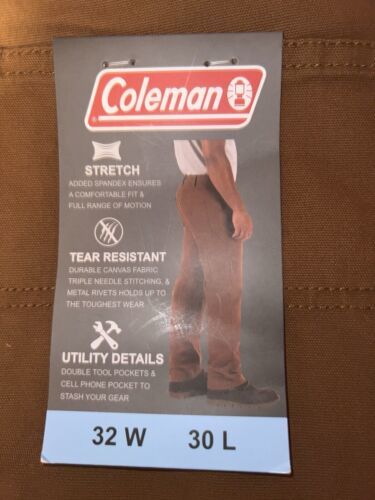 Coleman
STRETCH
ADDED SPANDEX ENSURES
A COMFORTABLE FIT &
FULL RANGE OF MOTION
TEAR RESISTANT
DURABLE CANVAS FABRIC
TRIPLE NEEDLE STITCHING, &
METAL RIVETS HOLDS UP TO
THE TOUGHEST WEAR
UTILITY DETAILS
DOUBLE TOOL POCKETS &
CELL PHONE POCKET TO
STASH YOUR GEAR
32 W 30 L